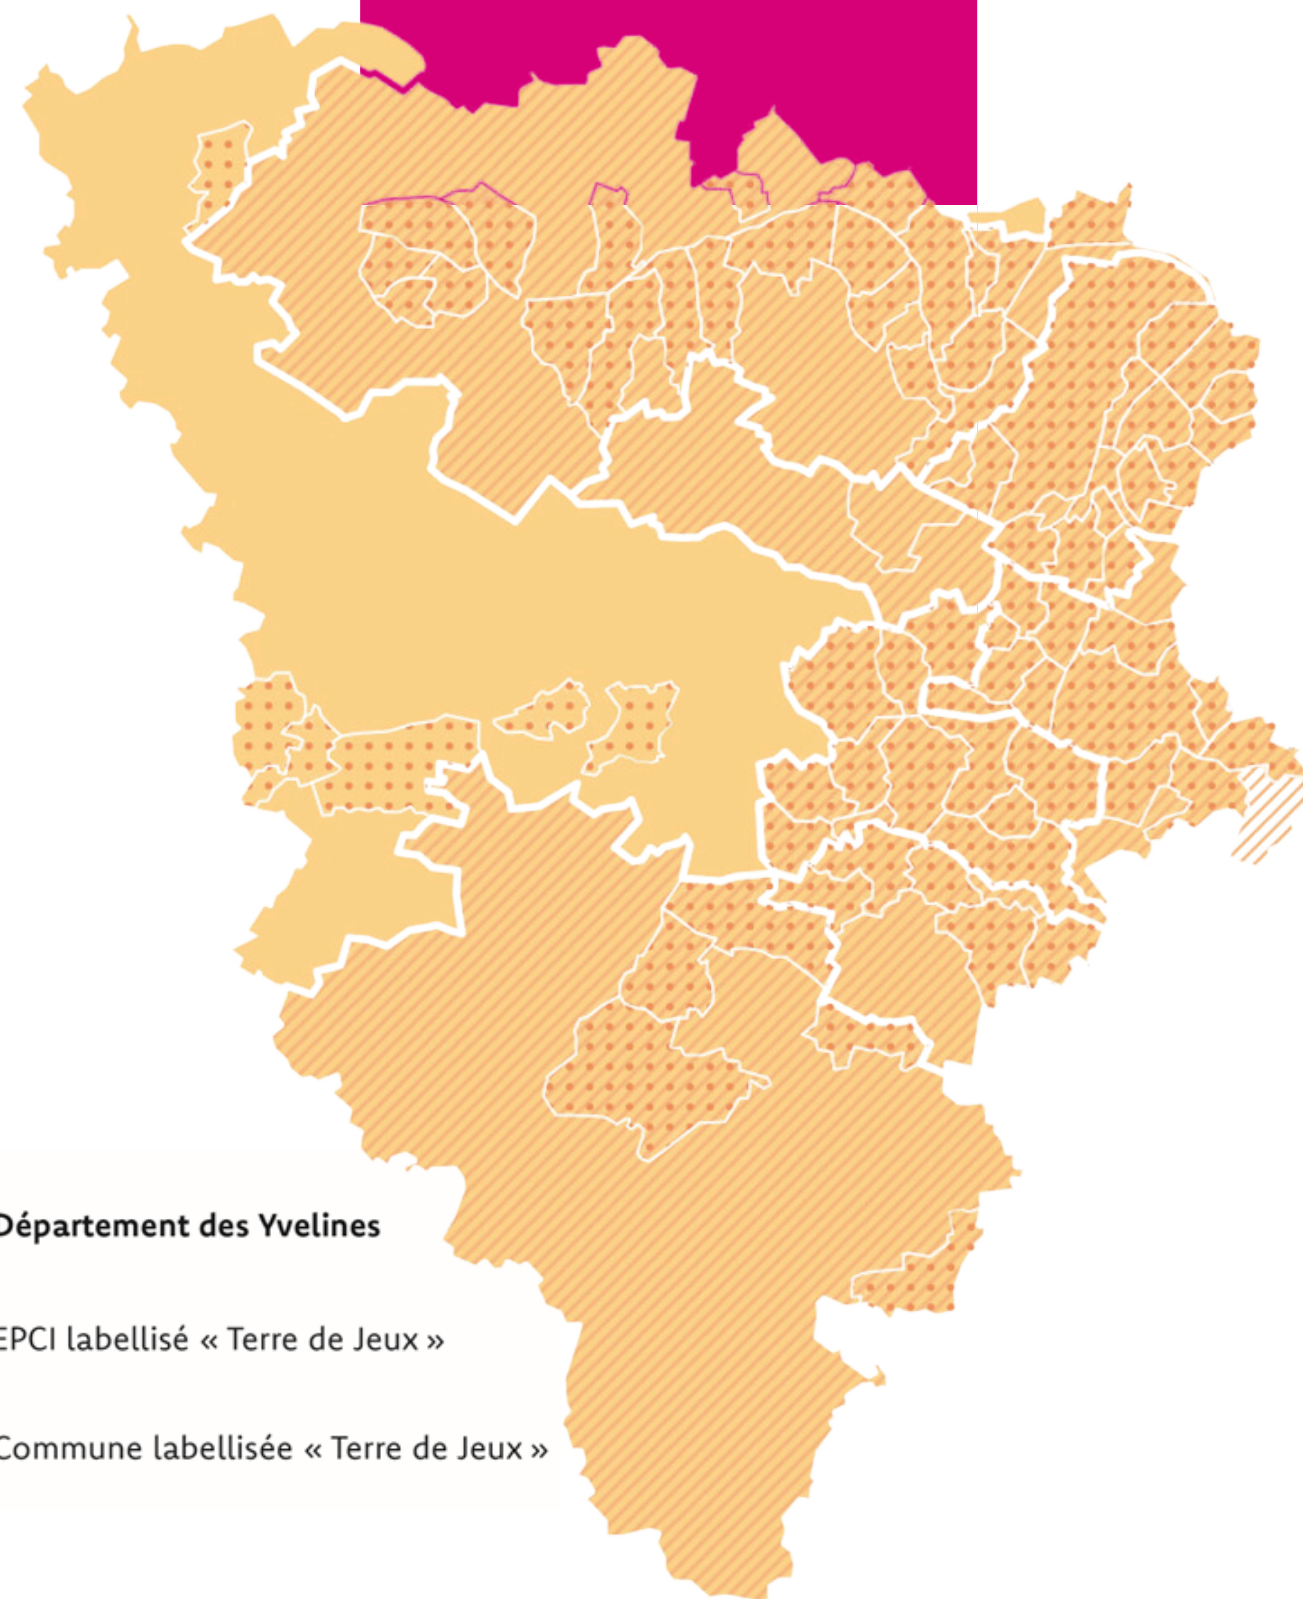 Département des Yvelines
EPCI labellisé « Terre de Jeux »
Commune labellisée « Terre de Jeux »